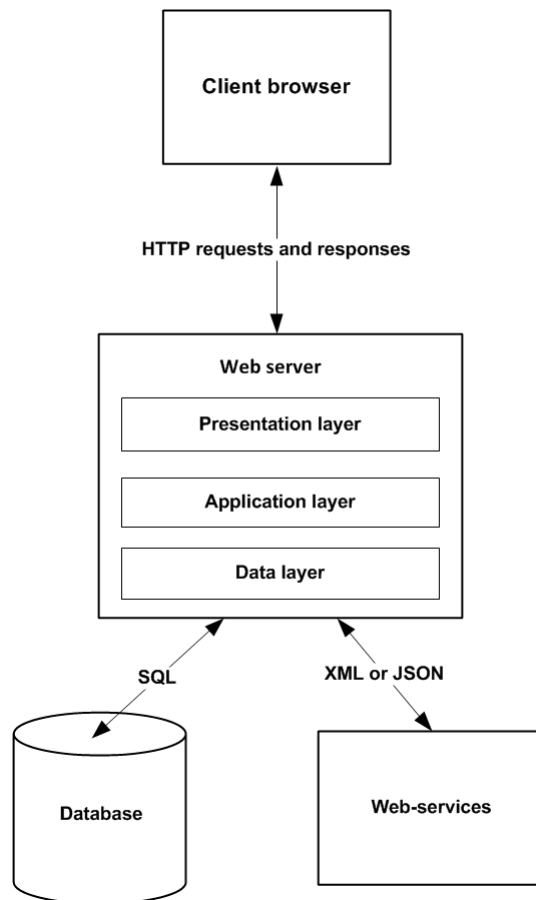 Client browser
HTTP requests and responses
Web server
Presentation layer
Application layer
Data layer
SQL
XML or JSON
Database
Web-services